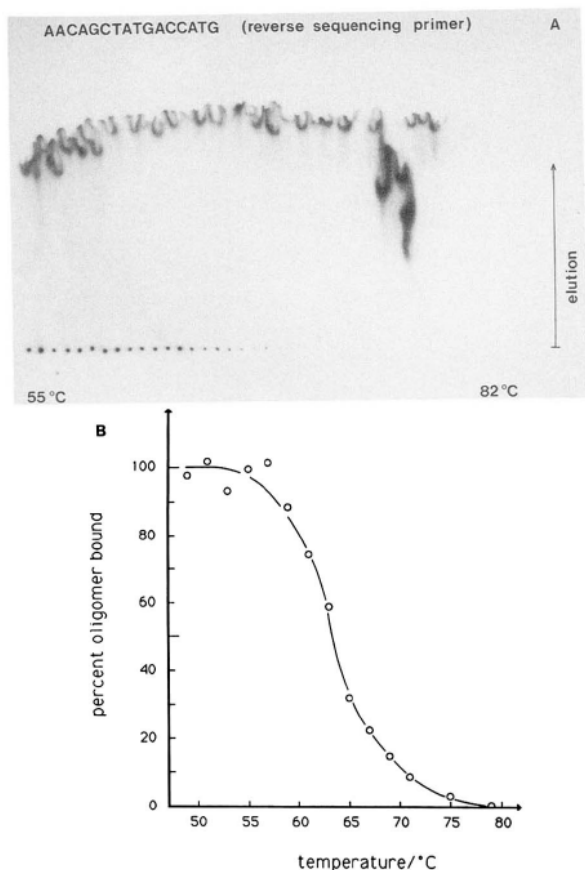 AACAGCTATGACCATG (reverse sequencing primer) A
elution
55°C 82°C
B
percent oligomer bound
100
80
60
40
20
0
50 55 60 65 70 75 80
temperature/°C